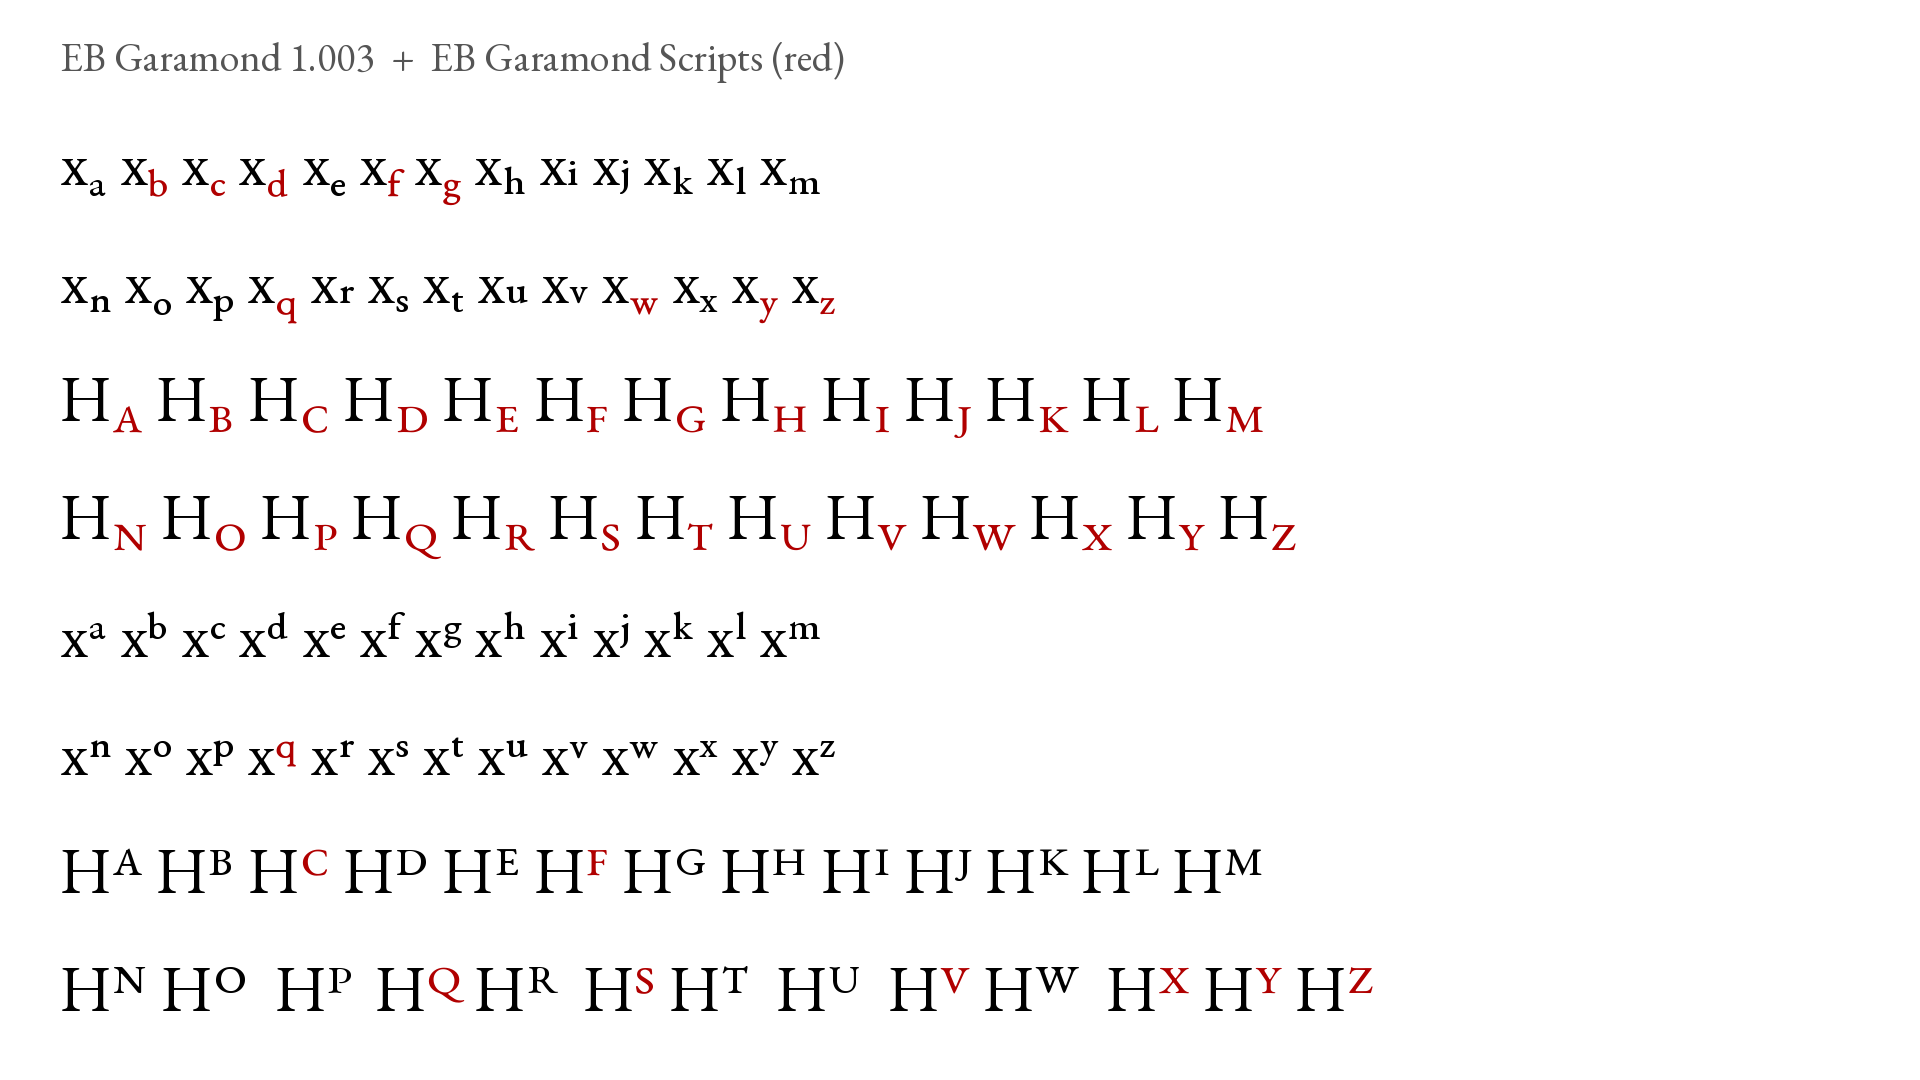 EB Garamond 1.003 + EB Garamond Scripts (red)
xₐ x_b x_c x_d xₑ x_f x_g xₕ xᵢ xⱼ xₖ xₗ xₘ
xₙ xₒ xₚ x_q xᵣ xₛ xₜ xᵤ xᵥ x_w xₓ x_y x_z
H_A H_B H_C H_D H_E H_F H_G H_H H_I H_J H_K H_L H_M
H_N H_O H_P H_Q H_R H_S H_T H_U H_V H_W H_X H_Y H_Z
xᵃ xᵇ xᶜ xᵈ xᵉ xᶠ xᵍ xʰ xⁱ xʲ xᵏ xˡ xᵐ
xⁿ xᵒ xᵖ x𐞥 xʳ xˢ xᵗ xᵘ xᵛ xʷ xˣ xʸ xᶻ
Hᴬ Hᴮ H^C Hᴰ Hᴱ H^F Hᴳ Hᴴ Hᴵ Hᴶ Hᴷ Hᴸ Hᴹ
Hᴺ Hᴼ Hᴾ H^Q Hᴿ H^S Hᵀ Hᵁ Hⱽ Hᵂ H^X H^Y H^Z